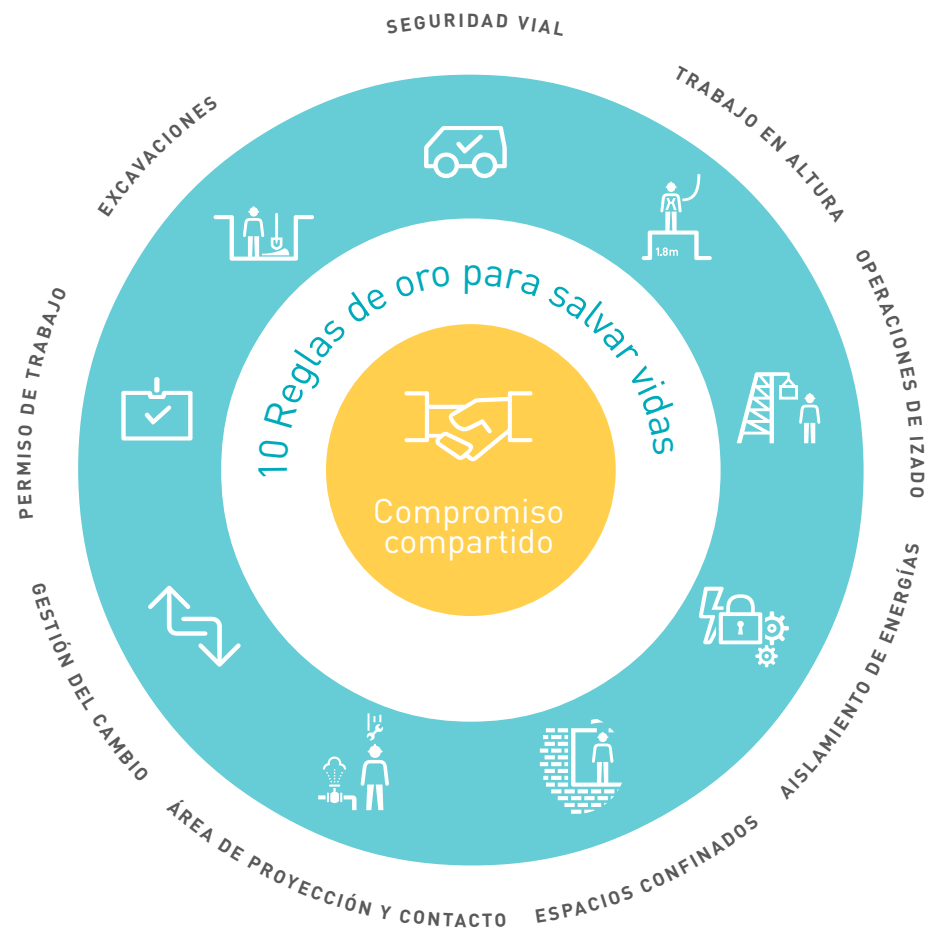 SEGURIDAD VIAL
TRABAJO EN ALTURA
OPERACIONES DE IZADO
AISLAMIENTO DE ENERGÍAS
ESPACIOS CONFINADOS
ÁREA DE PROYECCIÓN Y CONTACTO
GESTIÓN DEL CAMBIO
PERMISO DE TRABAJO
EXCAVACIONES
1.8m
10 Reglas de oro para salvar vidas
Compromiso
compartido